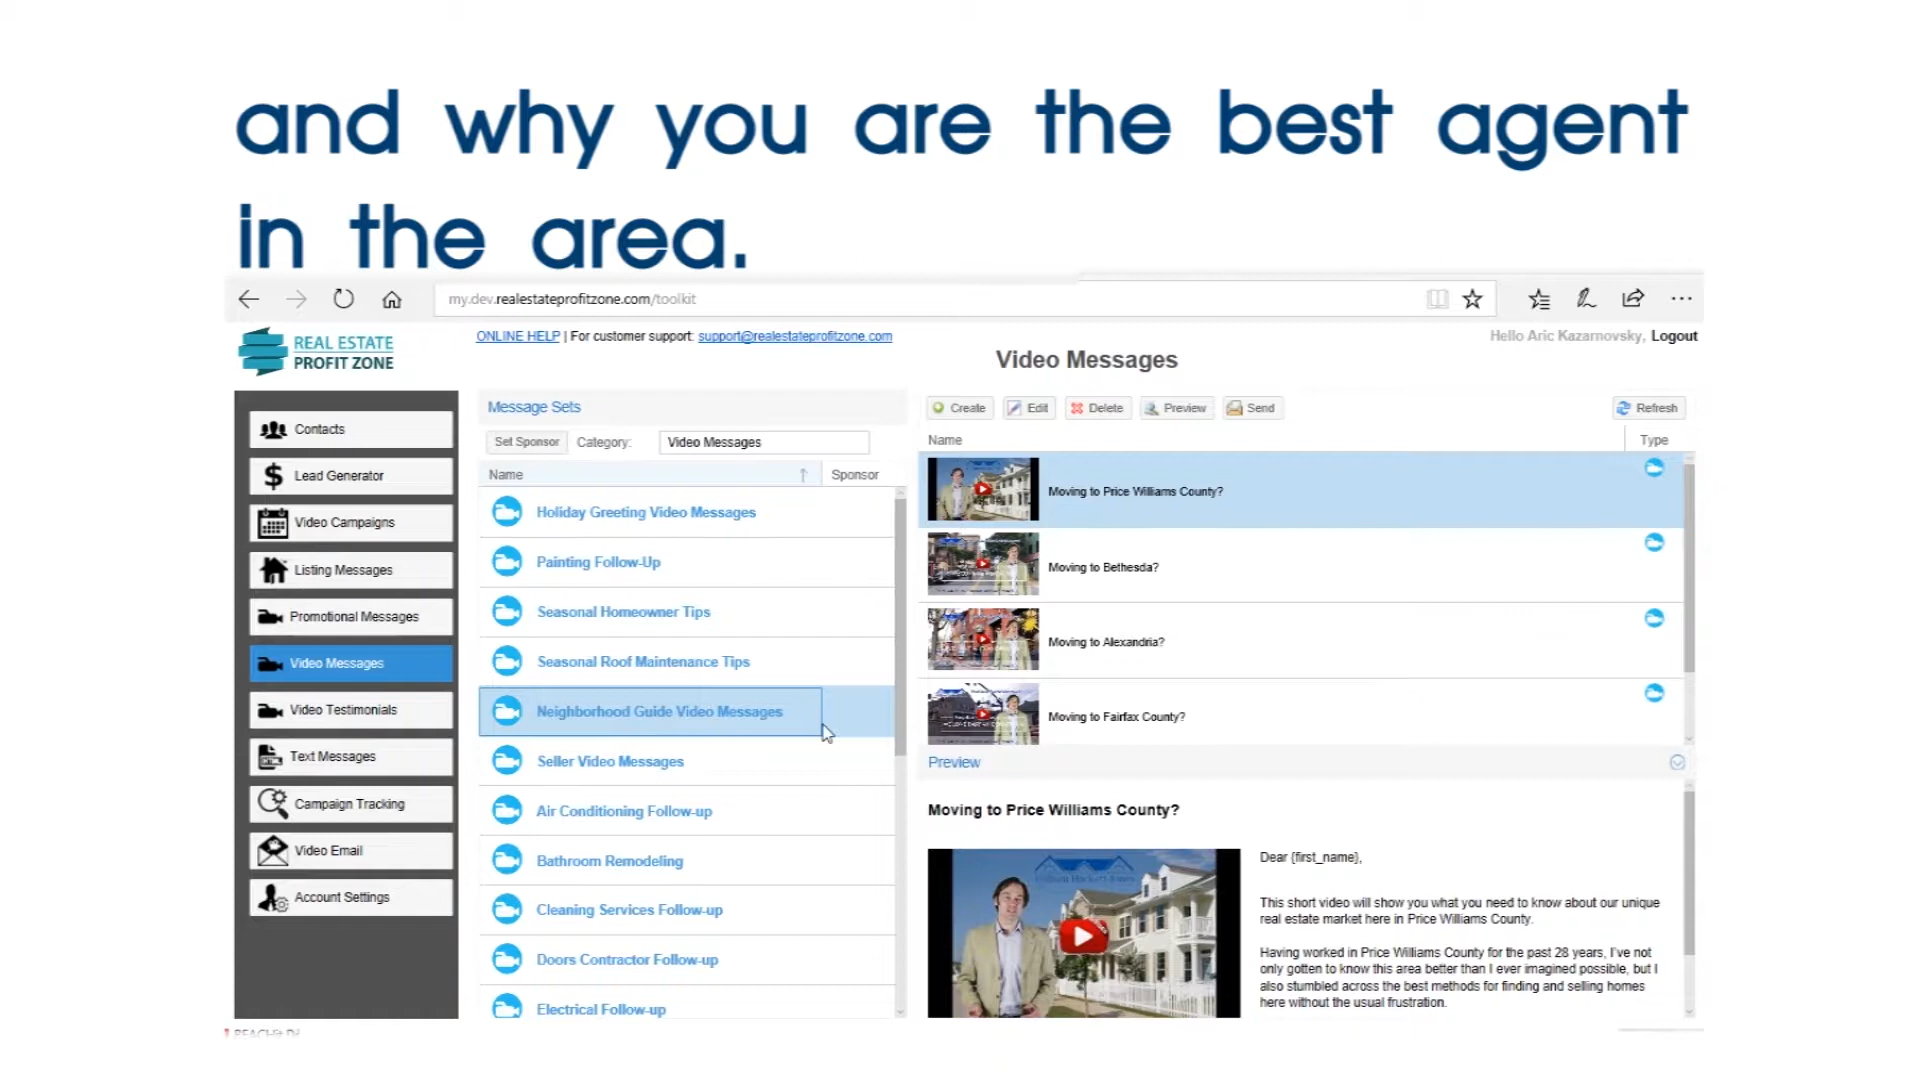 and why you are the best agent
in the area.
my.dev.realestateprofitzone.com/toolkit
REAL ESTATE
PROFIT ZONE
ONLINE HELP | For customer support: support@realestateprofitzone.com
Hello Aric Kazarnovsky, Logout
Video Messages
Contacts
Lead Generator
Video Campaigns
Listing Messages
Promotional Messages
Video Messages
Video Testimonials
Text Messages
Campaign Tracking
Video Email
Account Settings
Message Sets
Set Sponsor Category: Video Messages
Name Sponsor
Holiday Greeting Video Messages
Painting Follow-Up
Seasonal Homeowner Tips
Seasonal Roof Maintenance Tips
Neighborhood Guide Video Messages
Seller Video Messages
Air Conditioning Follow-up
Bathroom Remodeling
Cleaning Services Follow-up
Doors Contractor Follow-up
Electrical Follow-up
Create Edit Delete Preview Send Refresh
Name Type
Moving to Price Williams County?
Moving to Bethesda?
Moving to Alexandria?
Moving to Fairfax County?
Preview
Moving to Price Williams County?
Dear {first_name},
This short video will show you what you need to know about our unique
real estate market here in Price Williams County.
Having worked in Price Williams County for the past 28 years, I've not
only gotten to know this area better than I ever imagined possible, but I
also stumbled across the best methods for finding and selling homes
here without the usual frustration.